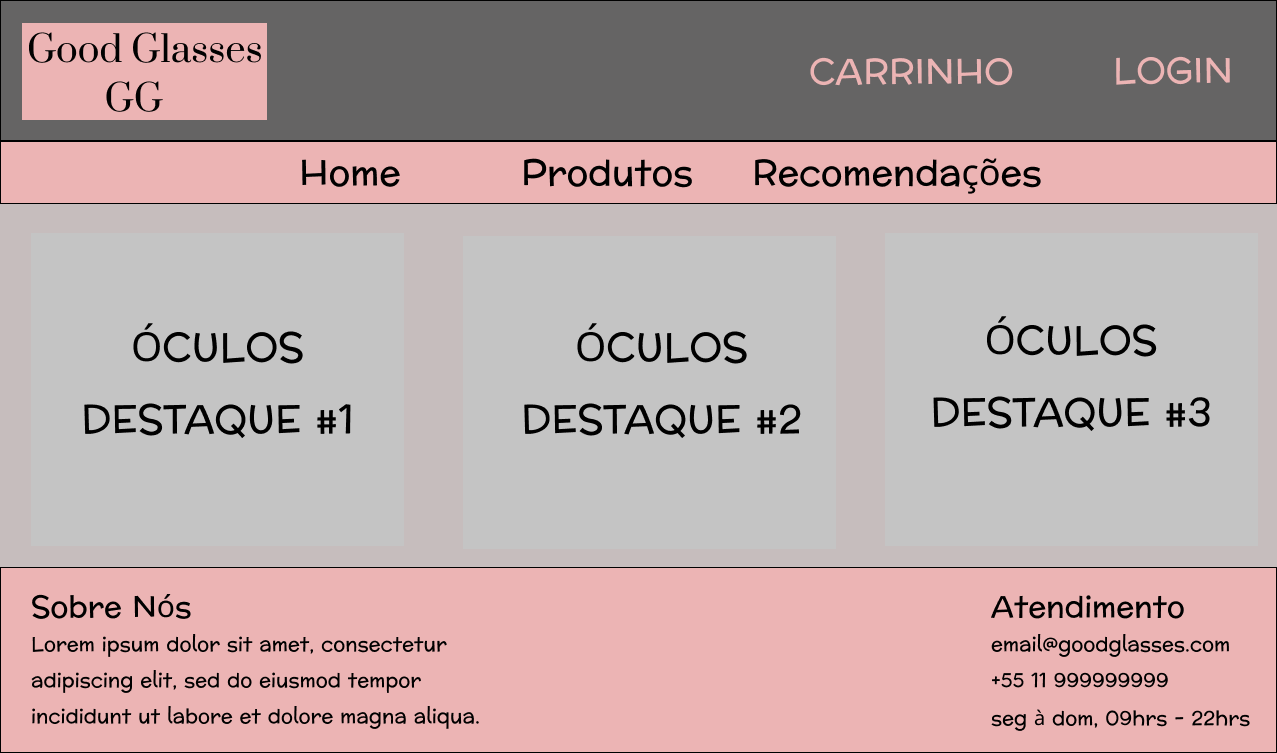 Good Glasses
GG
CARRINHO
LOGIN
Home
Produtos
Recomendações
ÓCULOS
DESTAQUE #1
ÓCULOS
DESTAQUE #2
ÓCULOS
DESTAQUE #3
Sobre Nós
Lorem ipsum dolor sit amet, consectetur
adipiscing elit, sed do eiusmod tempor
incididunt ut labore et dolore magna aliqua.
Atendimento
email@goodglasses.com
+55 11 999999999
seg à dom, 09hrs - 22hrs